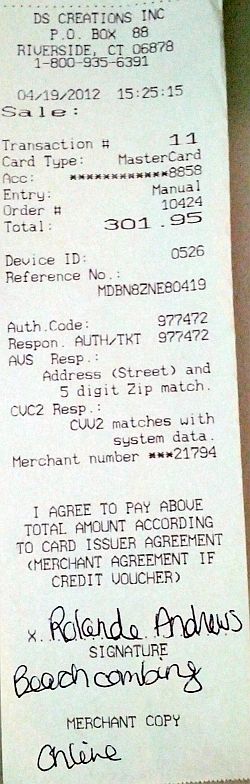 DS CREATIONS INC
P.O. BOX 88
RIVERSIDE, CT 06878
1-800-935-6391
04/19/2012 15:25:15
Sale:
Transaction # 11
Card Type: MasterCard
Acc: ************8858
Entry: Manual
Order # 10424
Total: 301.95
Device ID: 0526
Reference No.:
MDBN8ZNE80419
Auth.Code: 977472
Respon. AUTH/TKT 977472
AVS Resp.:
Address (Street) and
5 digit Zip match.
CVC2 Resp.:
CVV2 matches with
system data.
Merchant number ***21794
I AGREE TO PAY ABOVE
TOTAL AMOUNT ACCORDING
TO CARD ISSUER AGREEMENT
(MERCHANT AGREEMENT IF
CREDIT VOUCHER)
x. Rolande Andrews
SIGNATURE
Beachcombing
MERCHANT COPY